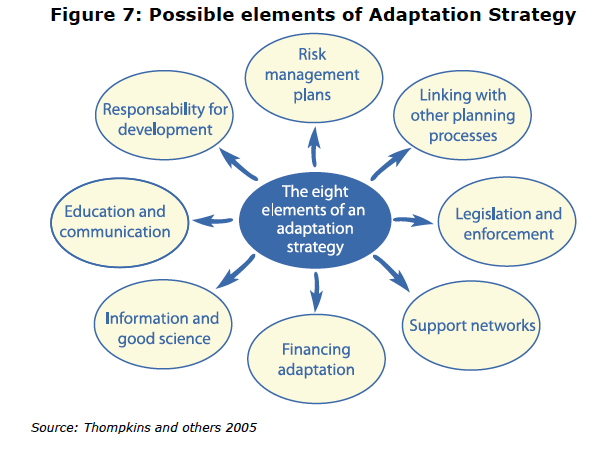 Figure 7: Possible elements of Adaptation Strategy
Risk
management
plans
Linking with
other planning
processes
Legislation and
enforcement
Support networks
Financing
adaptation
Information and
good science
Education and
communication
Responsability for
development
The eight
elements of an
adaptation
strategy
Source: Thompkins and others 2005